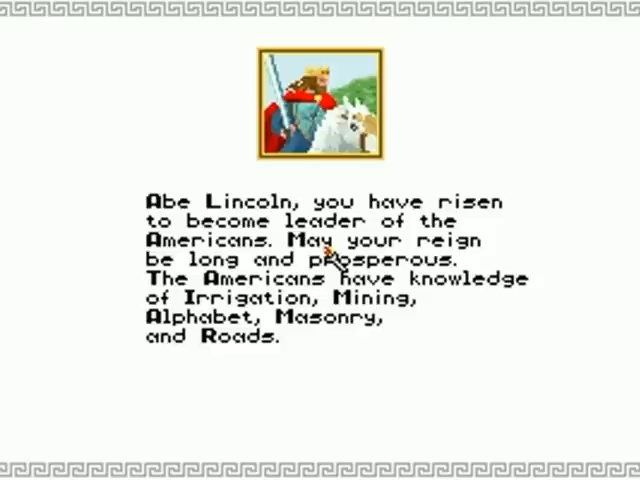 Abe Lincoln, you have risen
to become leader of the
Americans. May your reign
be long and prosperous.
The Americans have knowledge
of Irrigation, Mining,
Alphabet, Masonry,
and Roads.